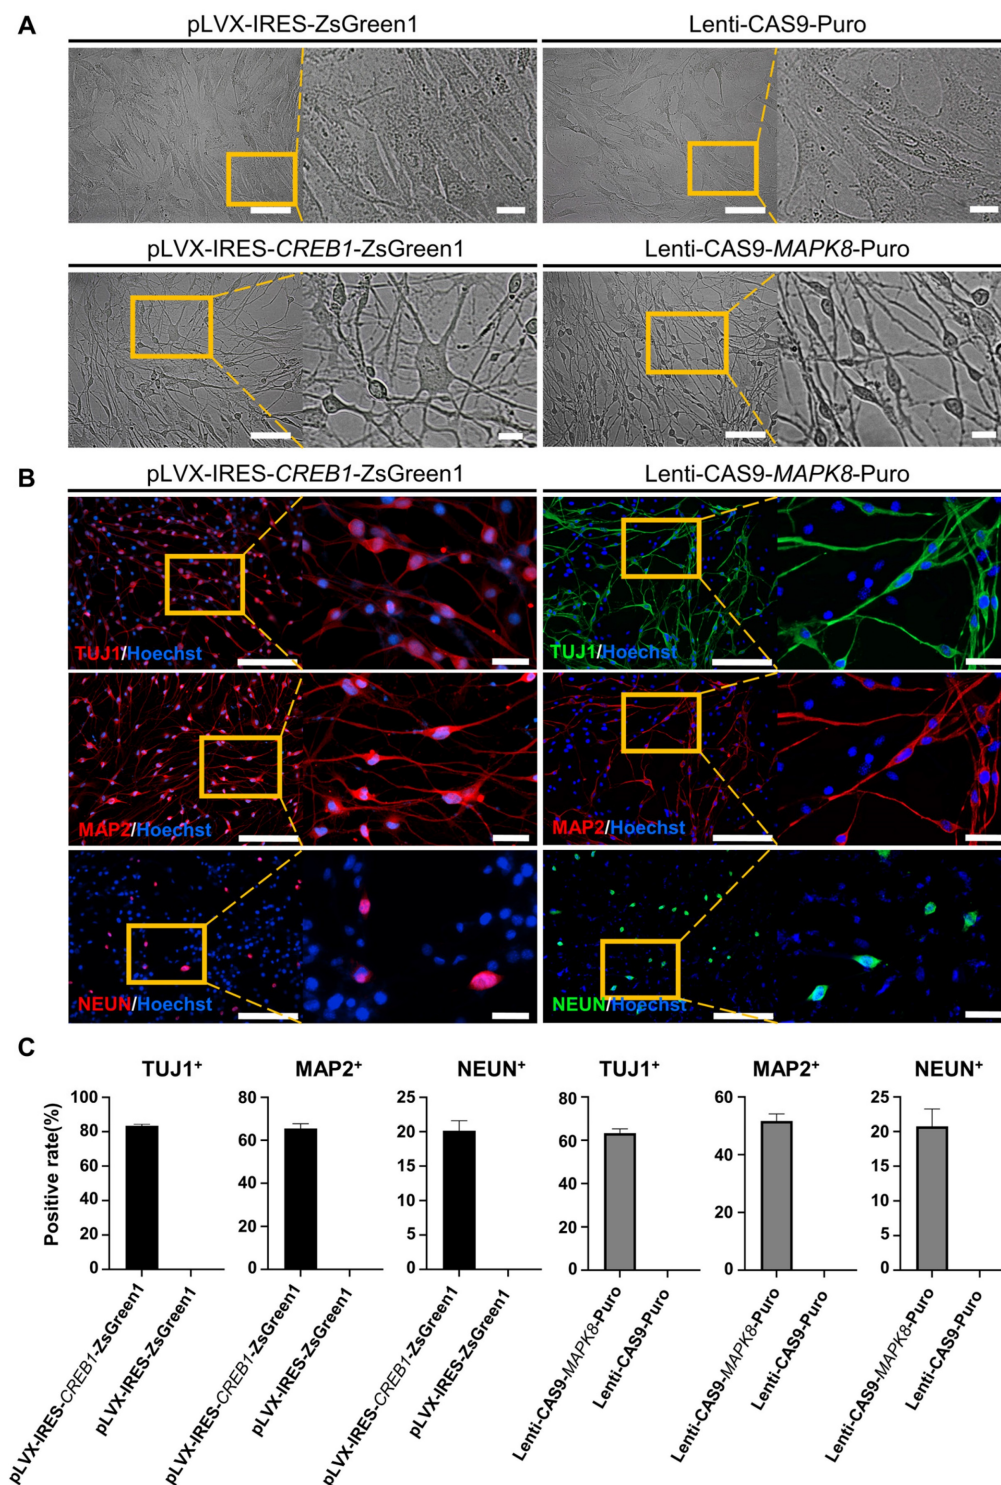 A
pLVX-IRES-ZsGreen1
Lenti-CAS9-Puro
pLVX-IRES-CREB1-ZsGreen1
Lenti-CAS9-MAPK8-Puro
B
pLVX-IRES-CREB1-ZsGreen1
Lenti-CAS9-MAPK8-Puro
TUJ1/Hoechst
TUJ1/Hoechst
MAP2/Hoechst
MAP2/Hoechst
NEUN/Hoechst
NEUN/Hoechst
C
Positive rate(%)
TUJ1⁺
100
80
60
40
20
0
pLVX-IRES-CREB1-ZsGreen1
pLVX-IRES-ZsGreen1
MAP2⁺
80
60
40
20
0
pLVX-IRES-CREB1-ZsGreen1
pLVX-IRES-ZsGreen1
NEUN⁺
25
20
15
10
5
0
pLVX-IRES-CREB1-ZsGreen1
pLVX-IRES-ZsGreen1
TUJ1⁺
80
60
40
20
0
Lenti-CAS9-MAPK8-Puro
Lenti-CAS9-Puro
MAP2⁺
60
40
20
0
Lenti-CAS9-MAPK8-Puro
Lenti-CAS9-Puro
NEUN⁺
25
20
15
10
5
0
Lenti-CAS9-MAPK8-Puro
Lenti-CAS9-Puro